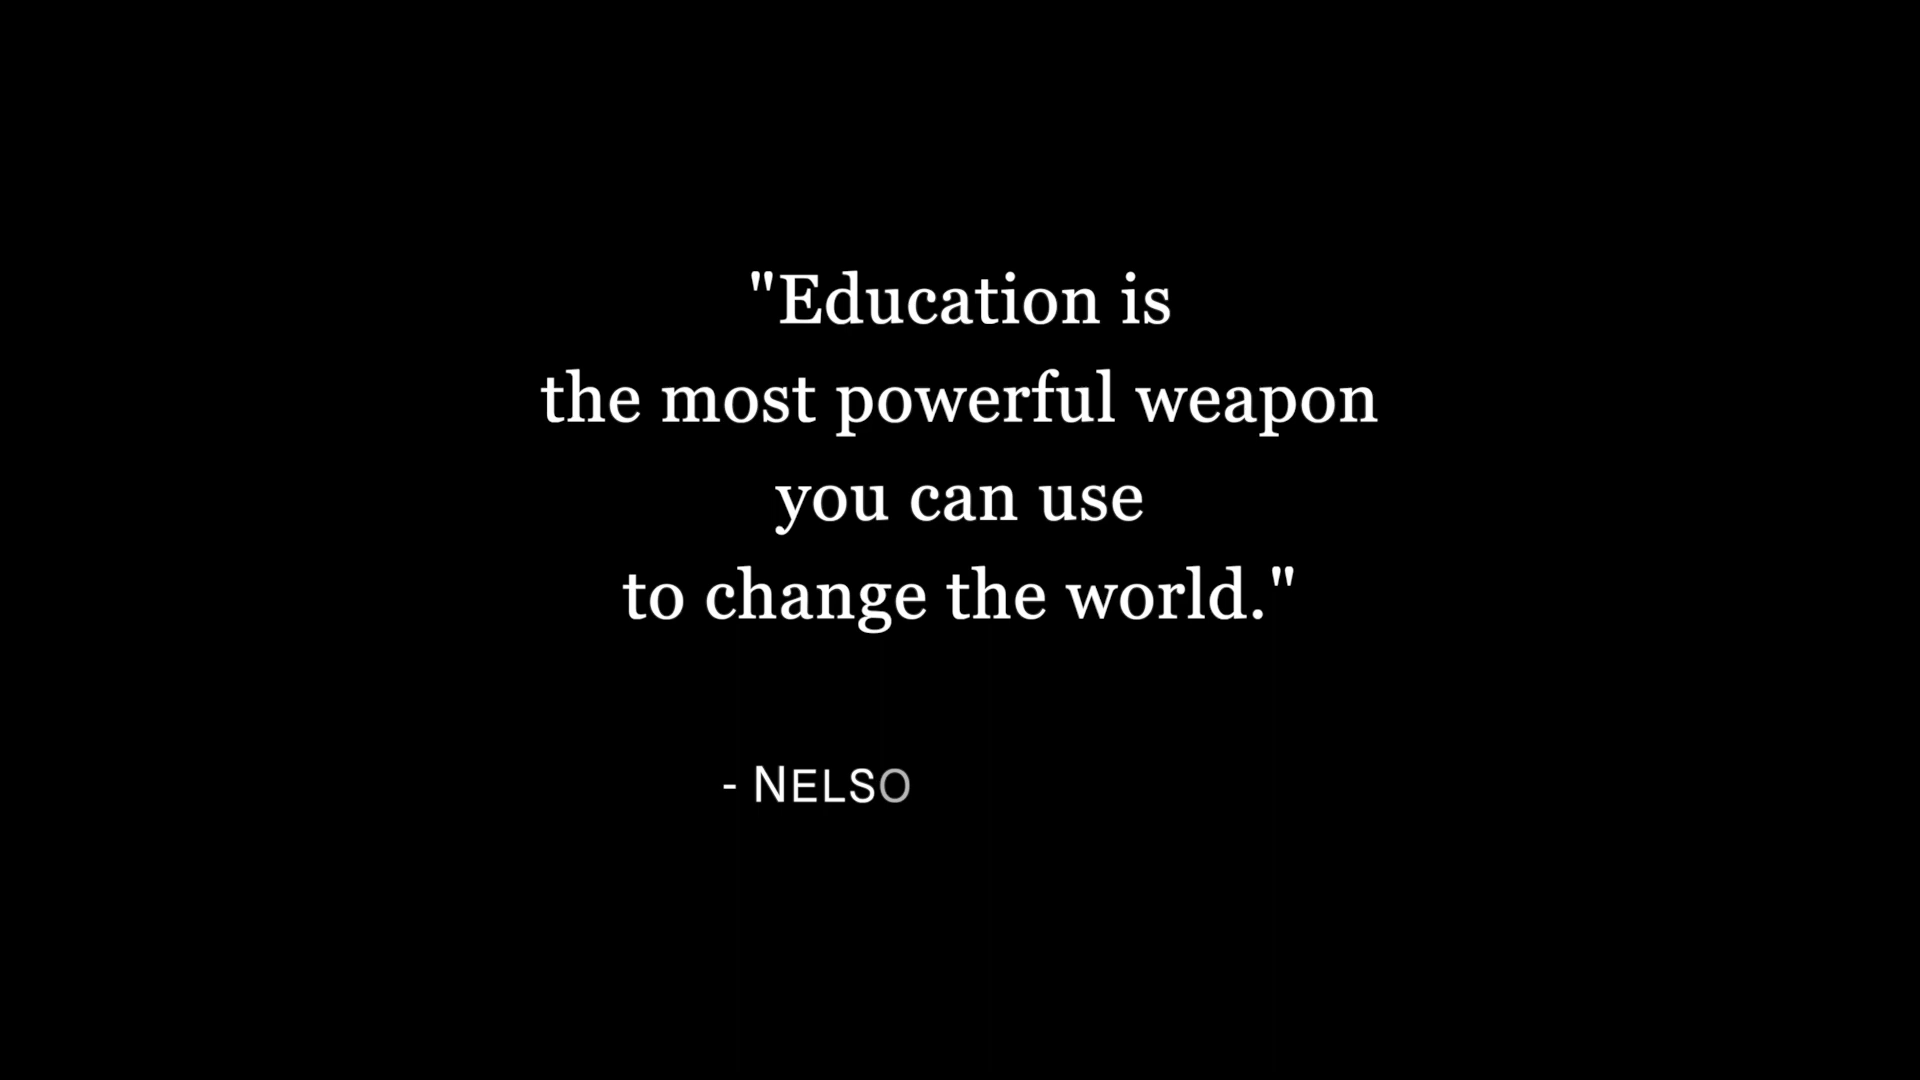 "Education is
the most powerful weapon
you can use
to change the world."
- NELSO